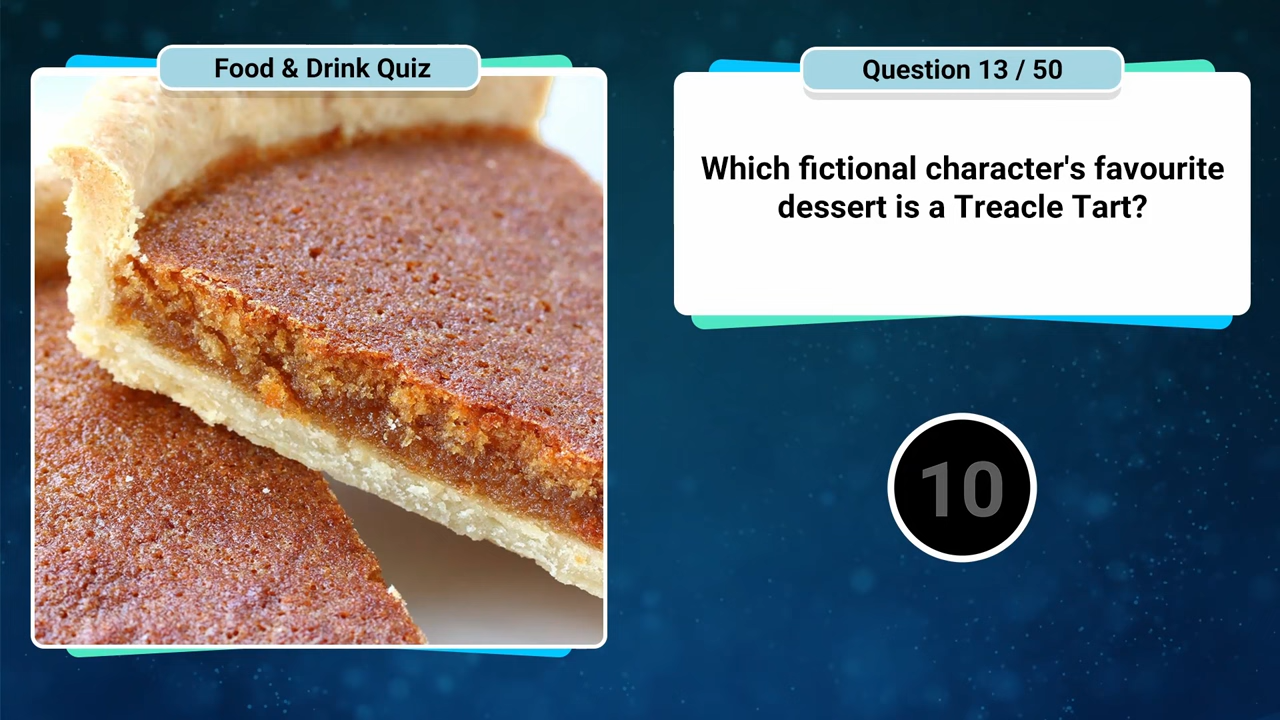 Food & Drink Quiz
Question 13 / 50
Which fictional character's favourite
dessert is a Treacle Tart?
10